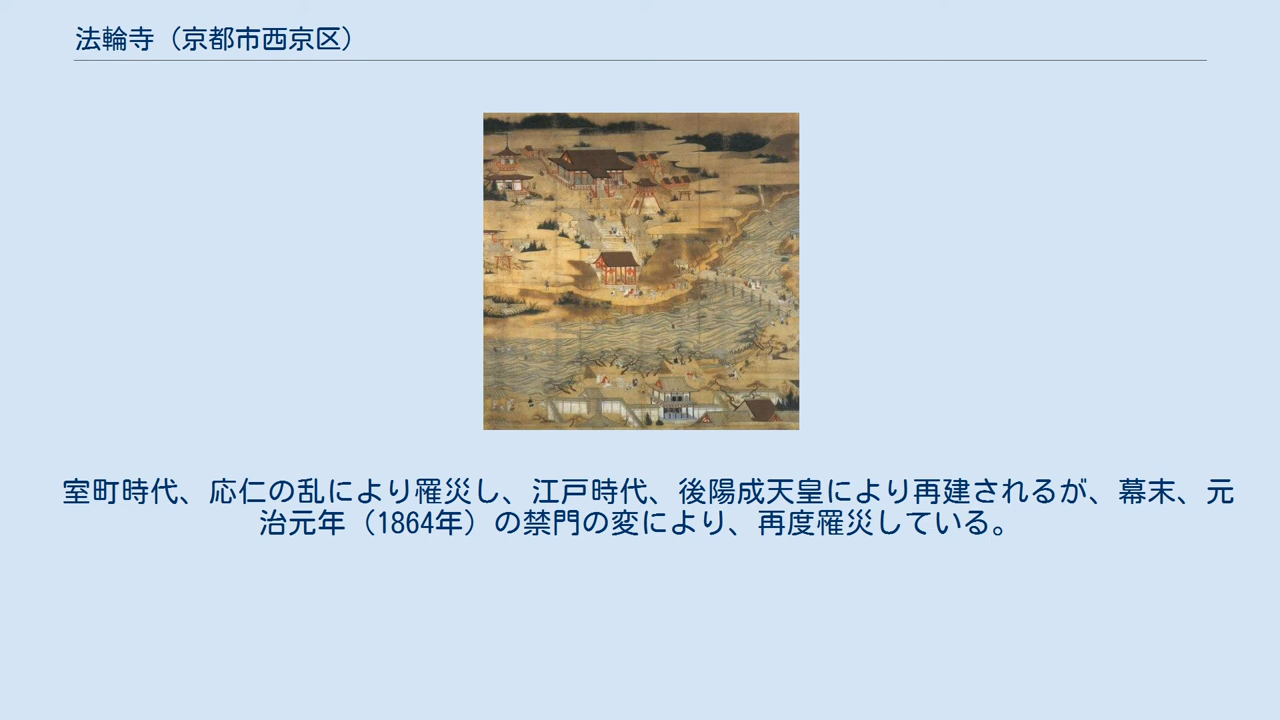 法輪寺（京都市西京区）
室町時代、応仁の乱により罹災し、江戸時代、後陽成天皇により再建されるが、幕末、元
治元年（1864年）の禁門の変により、再度罹災している。